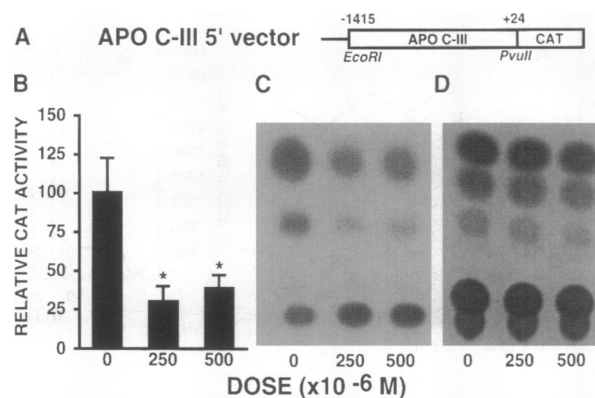 A APO C-III 5' vector
-1415 +24
APO C-III CAT
EcoRI PvuII
B C D
RELATIVE CAT ACTIVITY
150
125
100
75
50
25
0
* *
0 250 500 0 250 500 0 250 500
DOSE (x10 -6 M)